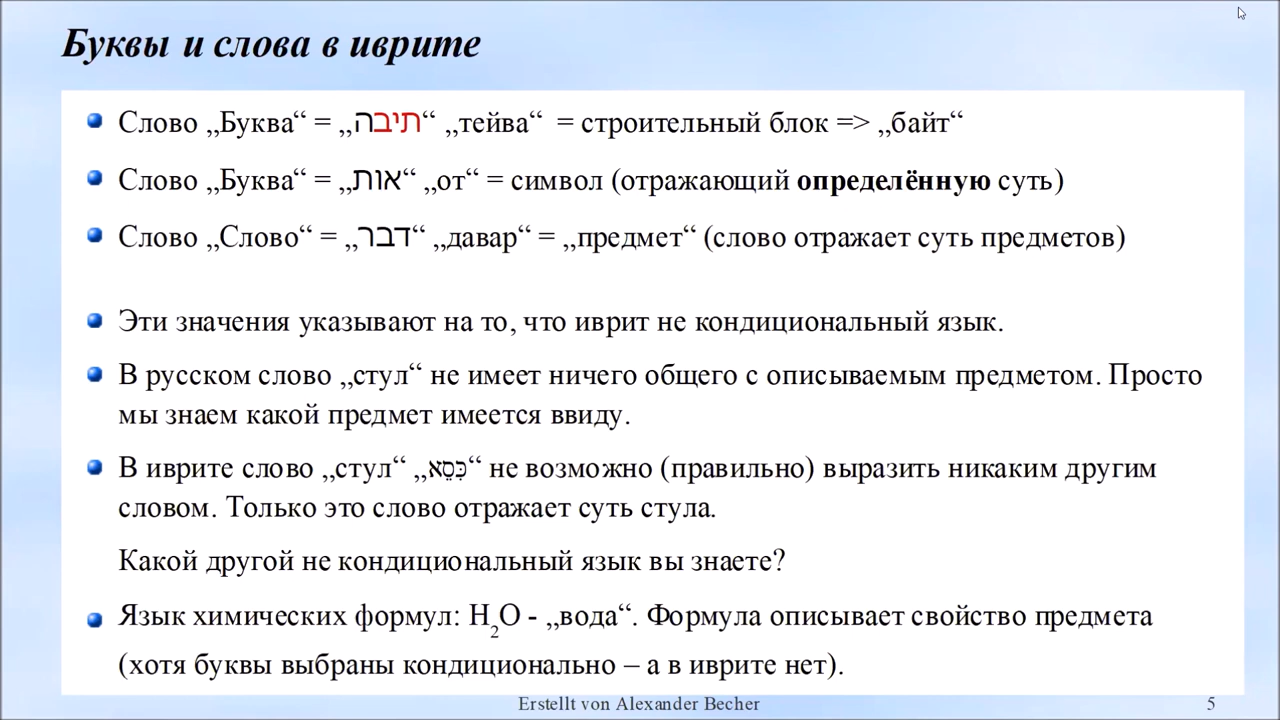 Буквы и слова в иврите
Слово „Буква“ = „תיבה“ „тейва“ = строительный блок => „байт“
Слово „Буква“ = „אות“ „от“ = символ (отражающий определённую суть)
Слово „Слово“ = „דבר“ „давар“ = „предмет“ (слово отражает суть предметов)
Эти значения указывают на то, что иврит не кондициональный язык.
В русском слово „стул“ не имеет ничего общего с описываемым предметом. Просто
мы знаем какой предмет имеется ввиду.
В иврите слово „стул“ „כִּסֵּא“ не возможно (правильно) выразить никаким другим
словом. Только это слово отражает суть стула.
Какой другой не кондициональный язык вы знаете?
Язык химических формул: H₂O - „вода“. Формула описывает свойство предмета
(хотя буквы выбраны кондиционально – а в иврите нет).
Erstellt von Alexander Becher 5